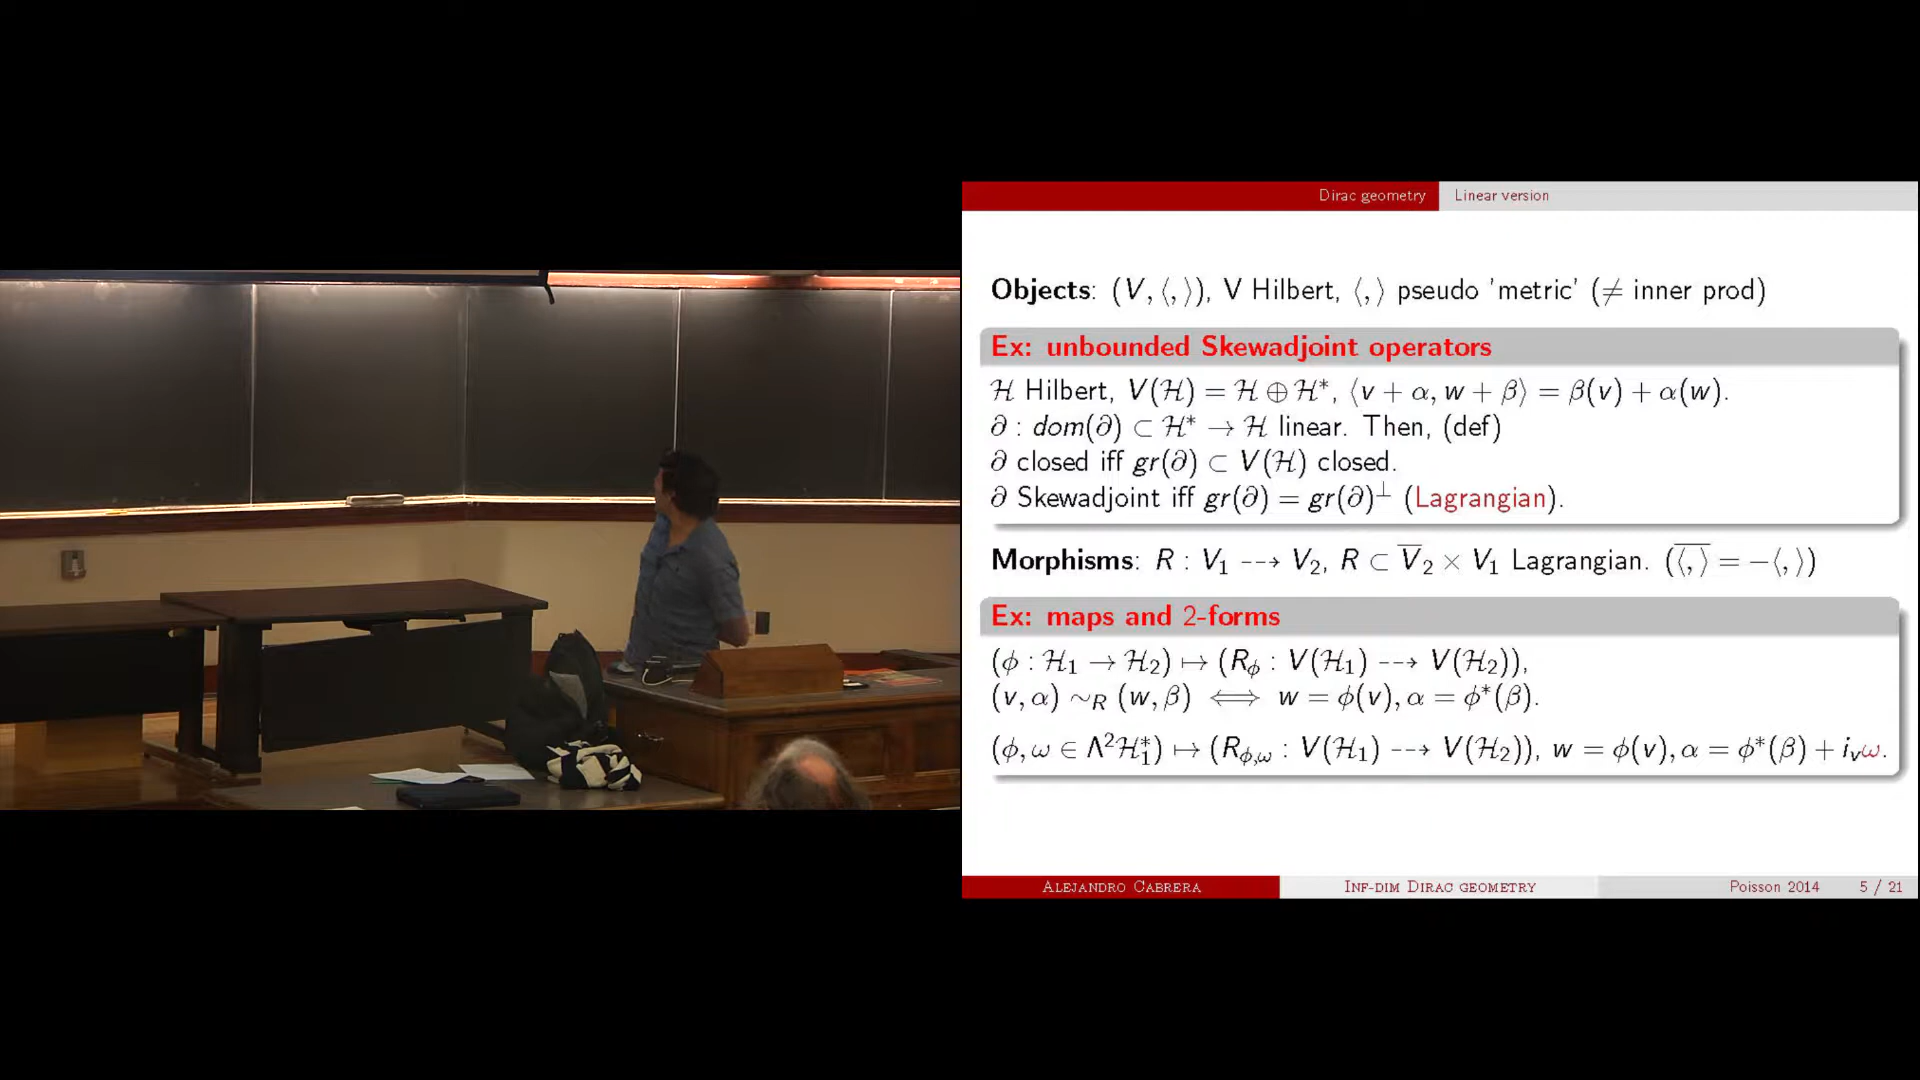 Dirac geometry Linear version
Objects: (V, ⟨,⟩), V Hilbert, ⟨,⟩ pseudo 'metric' (≠ inner prod)
Ex: unbounded Skewadjoint operators
ℋ Hilbert, V(ℋ) = ℋ ⊕ ℋ*, ⟨v + α, w + β⟩ = β(v) + α(w).
∂ : dom(∂) ⊂ ℋ* → ℋ linear. Then, (def)
∂ closed iff gr(∂) ⊂ V(ℋ) closed.
∂ Skewadjoint iff gr(∂) = gr(∂)^⊥ (Lagrangian).
Morphisms: R : V₁ ⇢ V₂, R ⊂ V̅₂ × V₁ Lagrangian. (\overline{⟨,⟩} = −⟨,⟩)
Ex: maps and 2-forms
(ϕ : ℋ₁ → ℋ₂) ↦ (R_ϕ : V(ℋ₁) ⇢ V(ℋ₂)),
(v, α) ∼_R (w, β) ⟺ w = ϕ(v), α = ϕ*(β).
(ϕ, ω ∈ Λ²ℋ₁*) ↦ (R_{ϕ,ω} : V(ℋ₁) ⇢ V(ℋ₂)), w = ϕ(v), α = ϕ*(β) + i_vω.
Alejandro Cabrera Inf-dim Dirac geometry Poisson 2014 5 / 21